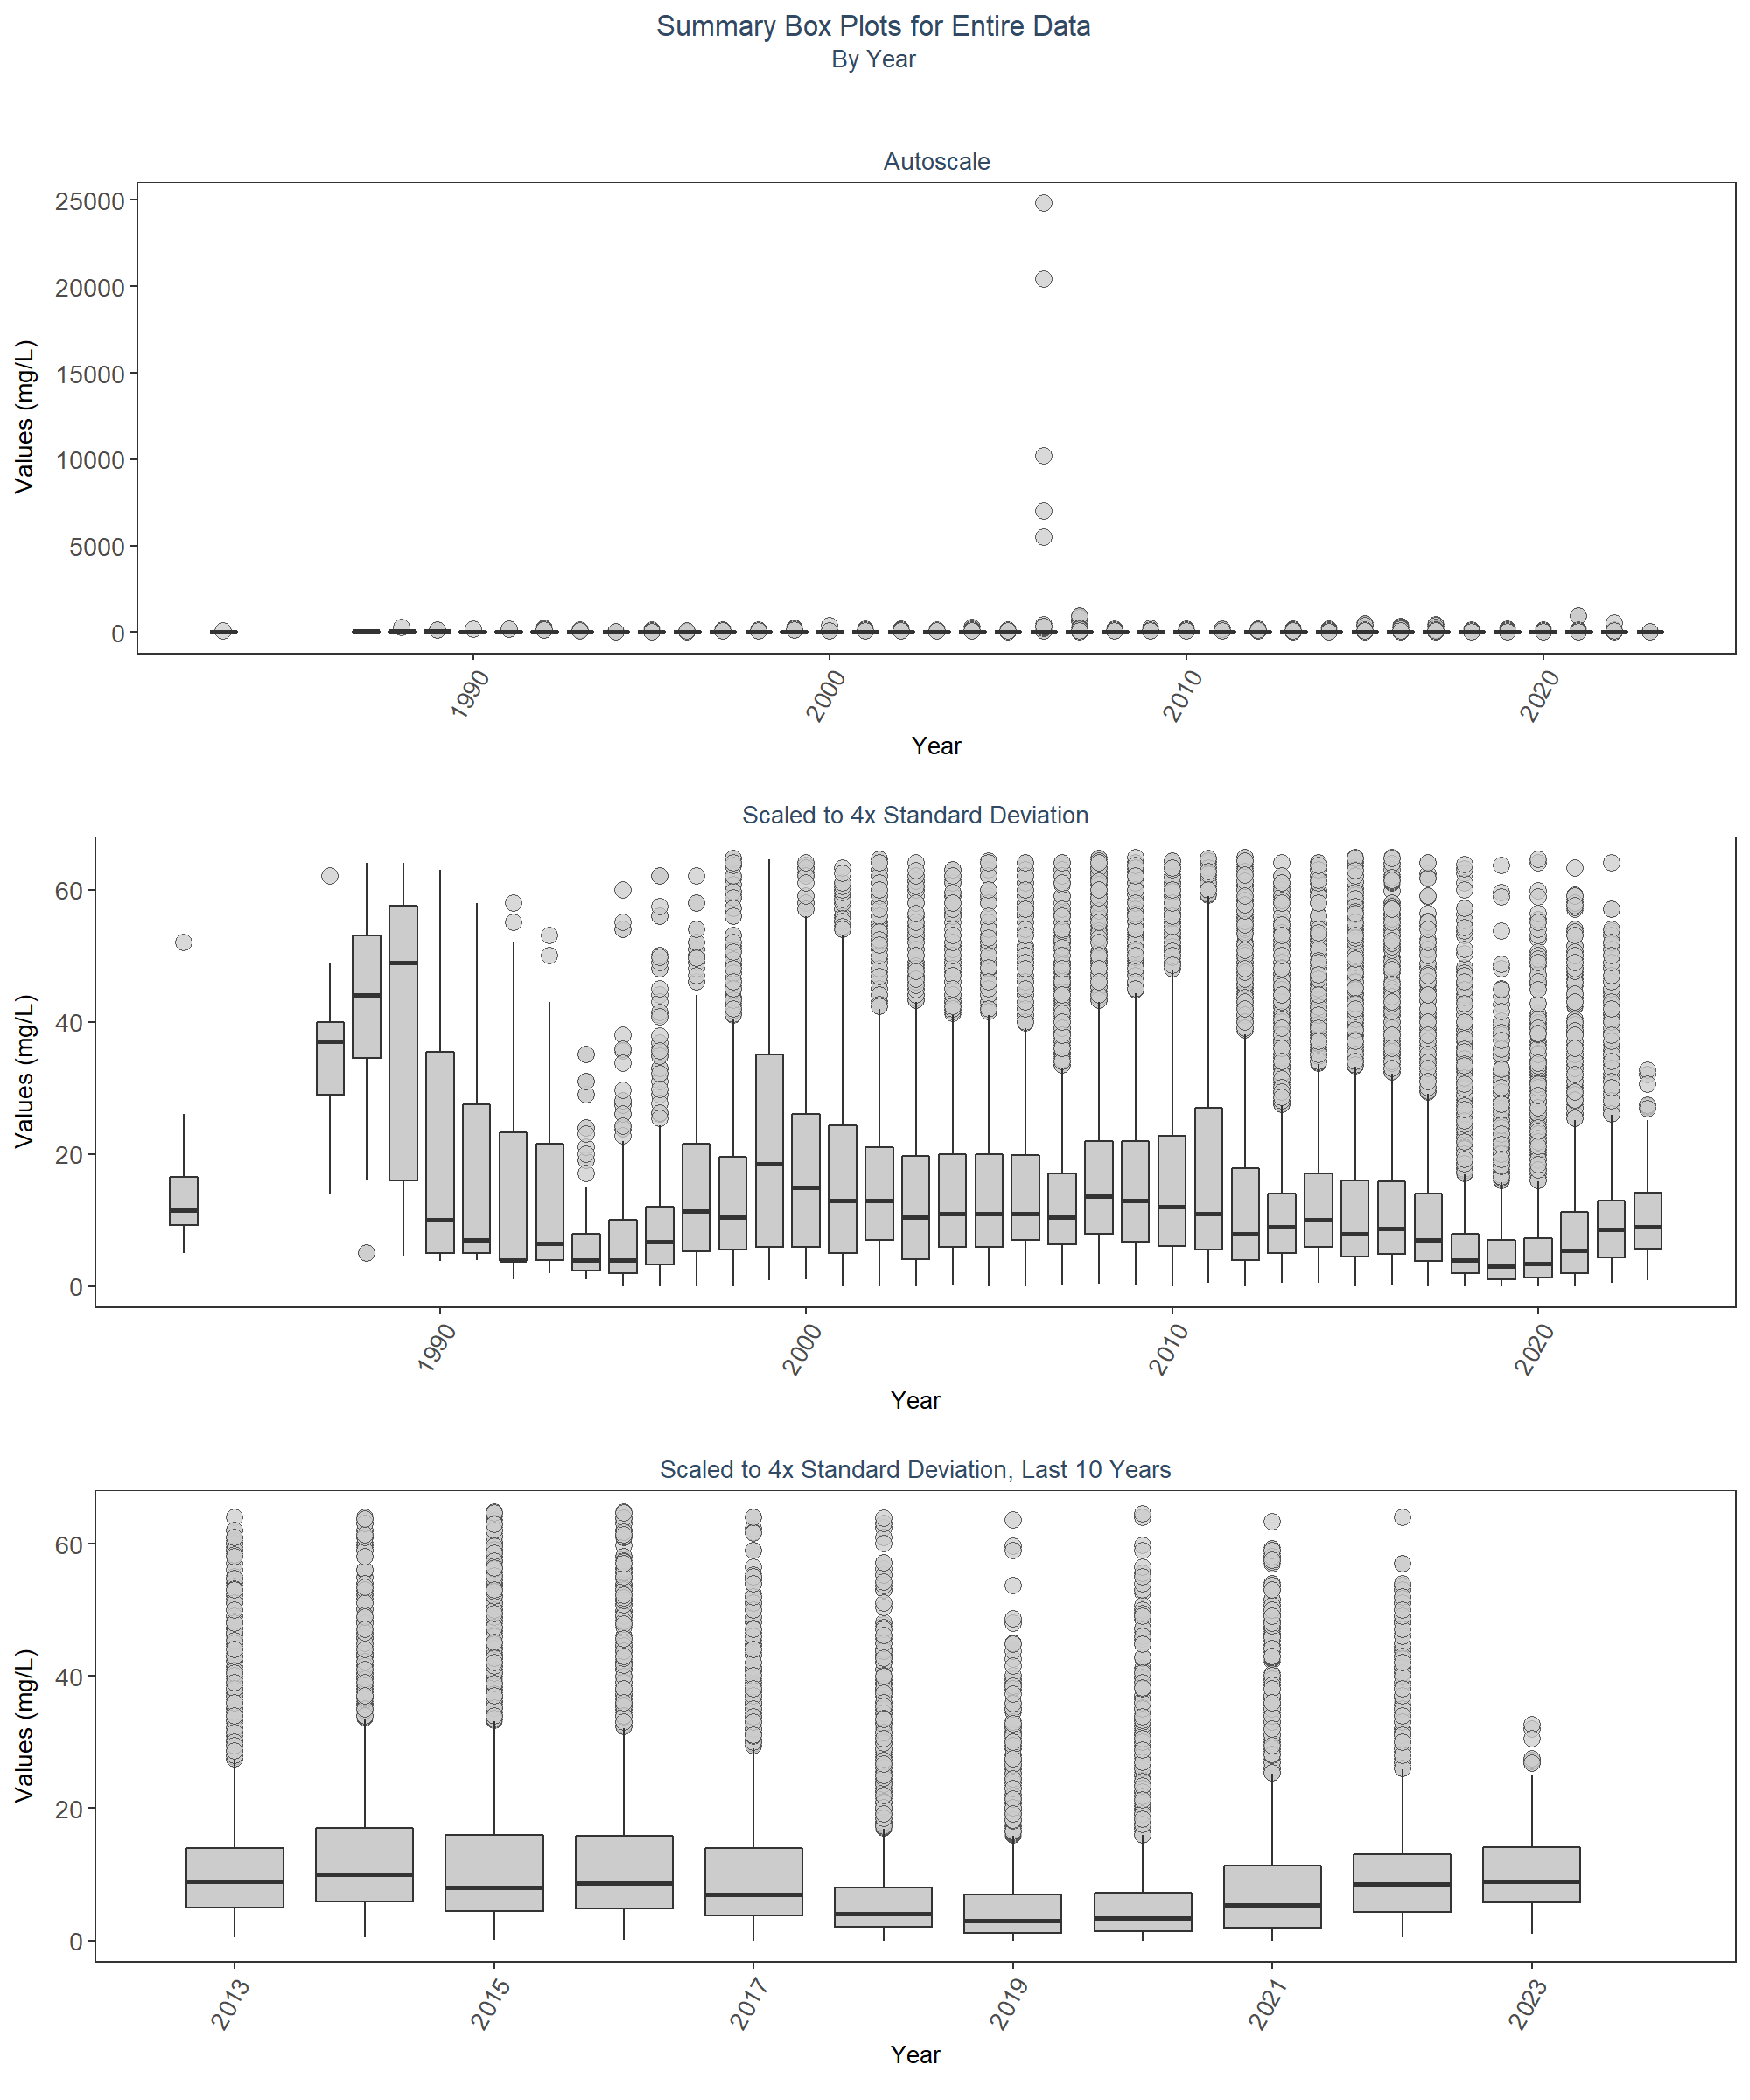 Summary Box Plots for Entire Data
By Year
Autoscale
25000
20000
15000
10000
5000
0
Values (mg/L)
1990
2000
2010
2020
Year
Scaled to 4x Standard Deviation
60
40
20
0
Values (mg/L)
1990
2000
2010
2020
Year
Scaled to 4x Standard Deviation, Last 10 Years
60
40
20
0
Values (mg/L)
2013
2015
2017
2019
2021
2023
Year